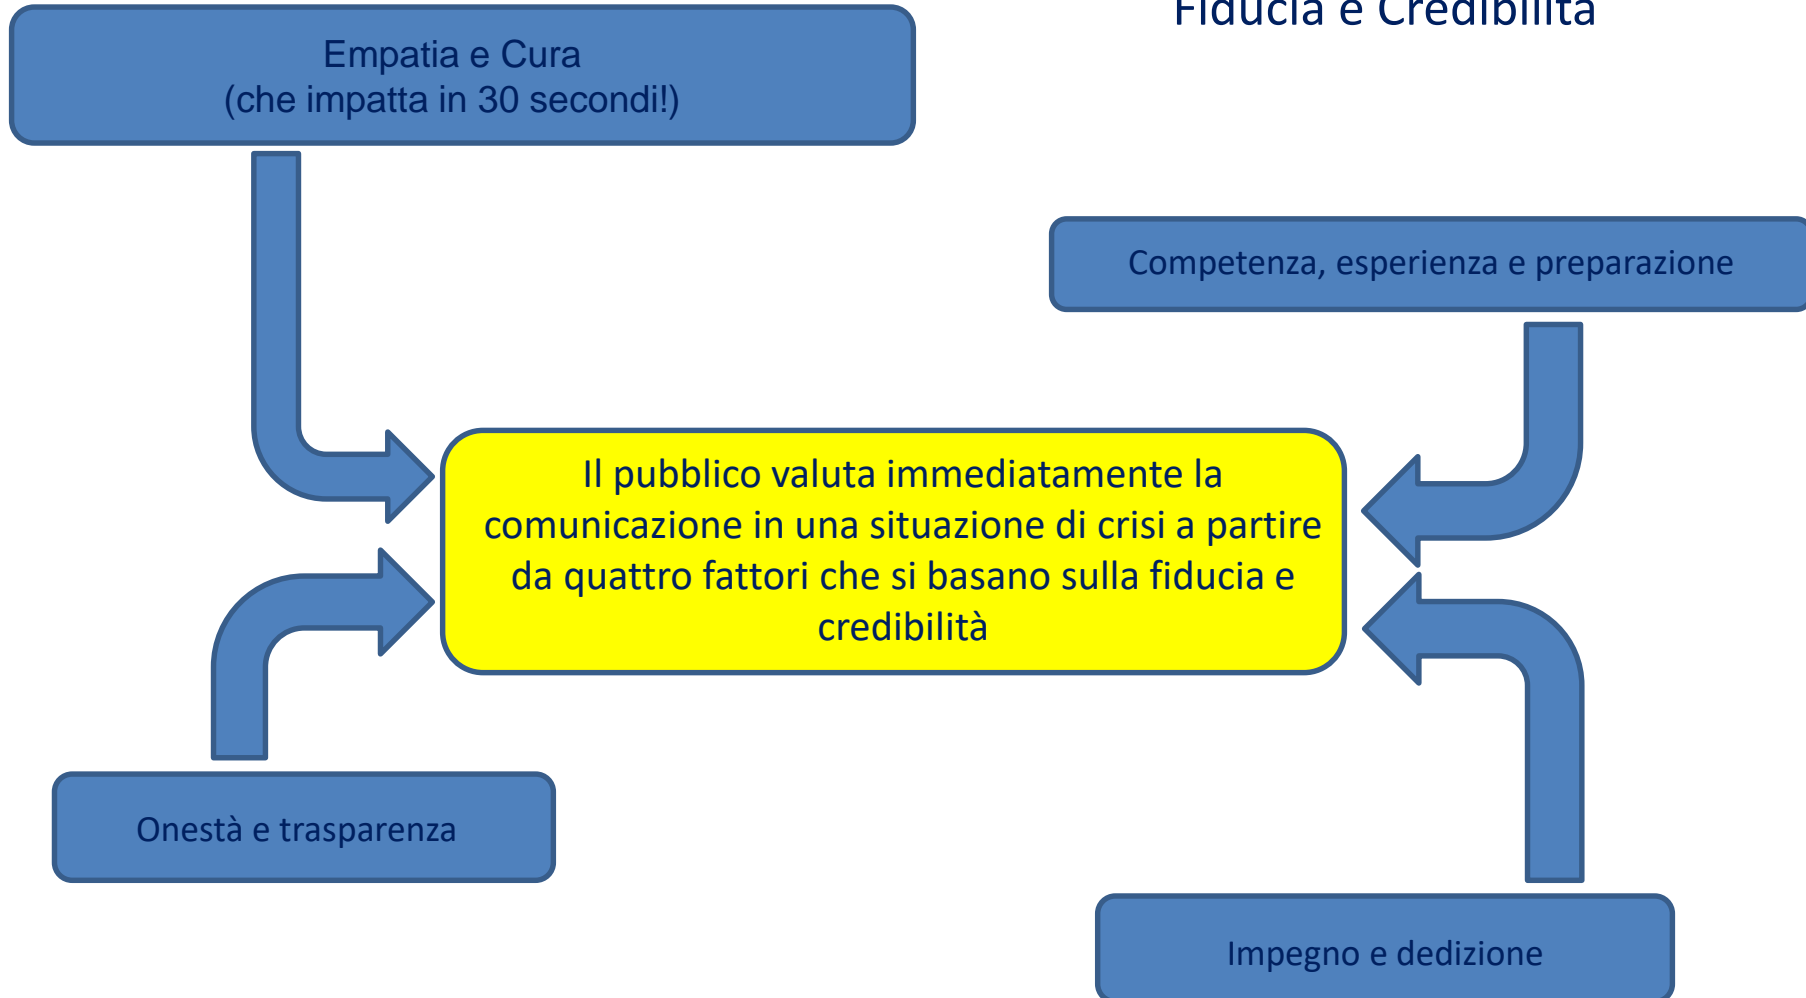 Fiducia e Credibilità
Empatia e Cura
(che impatta in 30 secondi!)
Competenza, esperienza e preparazione
Il pubblico valuta immediatamente la
comunicazione in una situazione di crisi a partire
da quattro fattori che si basano sulla fiducia e
credibilità
Onestà e trasparenza
Impegno e dedizione